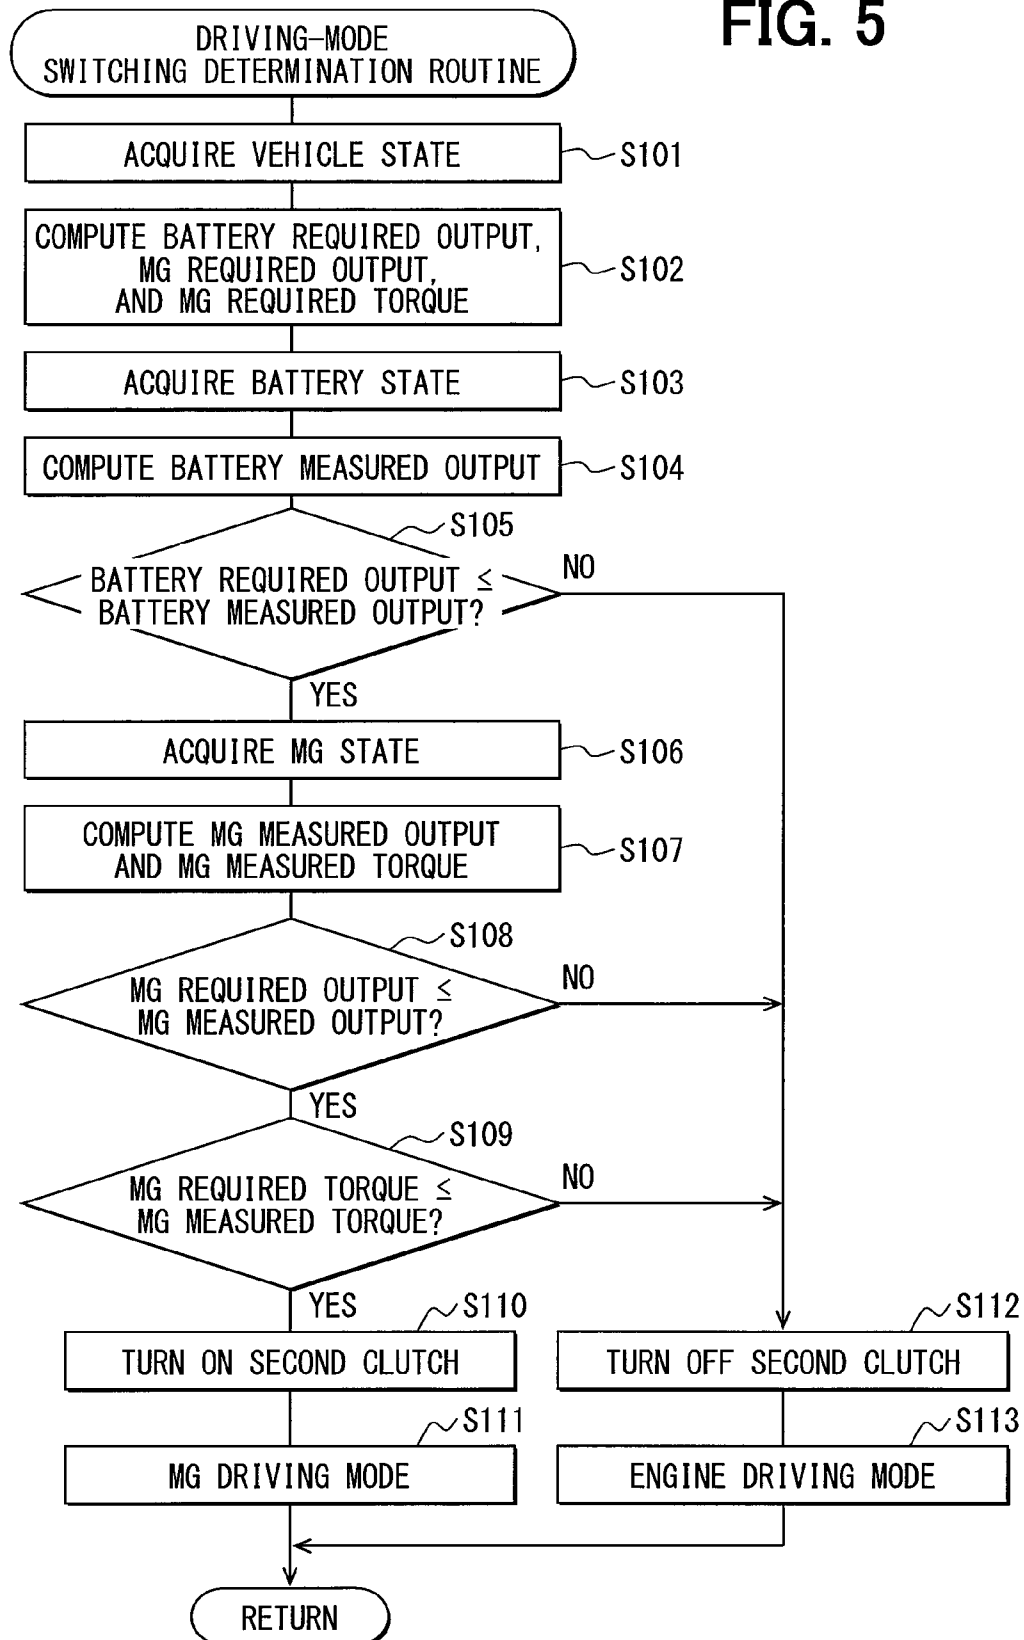 FIG. 5
DRIVING-MODE
SWITCHING DETERMINATION ROUTINE
ACQUIRE VEHICLE STATE
S101
COMPUTE BATTERY REQUIRED OUTPUT,
MG REQUIRED OUTPUT,
AND MG REQUIRED TORQUE
S102
ACQUIRE BATTERY STATE
S103
COMPUTE BATTERY MEASURED OUTPUT
S104
S105
BATTERY REQUIRED OUTPUT ≤
BATTERY MEASURED OUTPUT?
NO
YES
ACQUIRE MG STATE
S106
COMPUTE MG MEASURED OUTPUT
AND MG MEASURED TORQUE
S107
S108
MG REQUIRED OUTPUT ≤
MG MEASURED OUTPUT?
NO
YES
S109
MG REQUIRED TORQUE ≤
MG MEASURED TORQUE?
NO
YES
S110
TURN ON SECOND CLUTCH
S112
TURN OFF SECOND CLUTCH
S111
MG DRIVING MODE
S113
ENGINE DRIVING MODE
RETURN